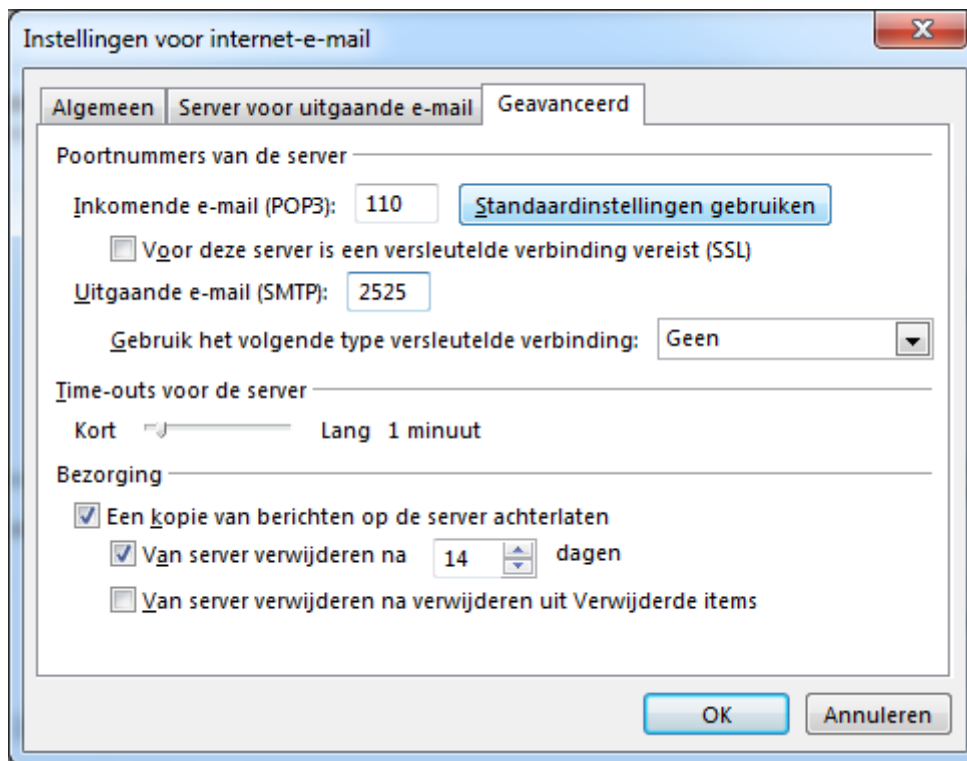 Instellingen voor internet-e-mail
Algemeen Server voor uitgaande e-mail Geavanceerd
Poortnummers van de server
Inkomende e-mail (POP3): 110 Standaardinstellingen gebruiken
Voor deze server is een versleutelde verbinding vereist (SSL)
Uitgaande e-mail (SMTP): 2525
Gebruik het volgende type versleutelde verbinding: Geen
Time-outs voor de server
Kort Lang 1 minuut
Bezorging
Een kopie van berichten op de server achterlaten
Van server verwijderen na 14 dagen
Van server verwijderen na verwijderen uit Verwijderde items
OK Annuleren